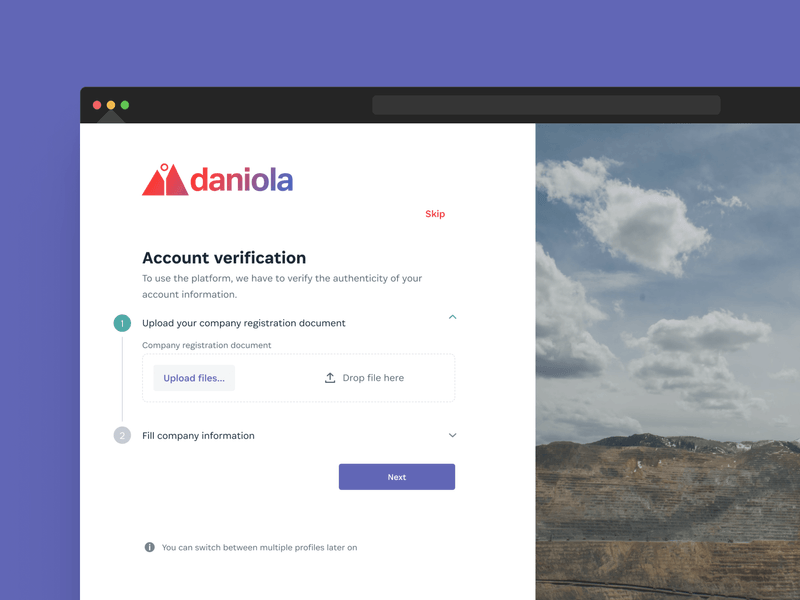 daniola
Skip
Account verification
To use the platform, we have to verify the authenticity of your
account information.
1
Upload your company registration document
Company registration document
Upload files...
Drop file here
2
Fill company information
Next
You can switch between multiple profiles later on